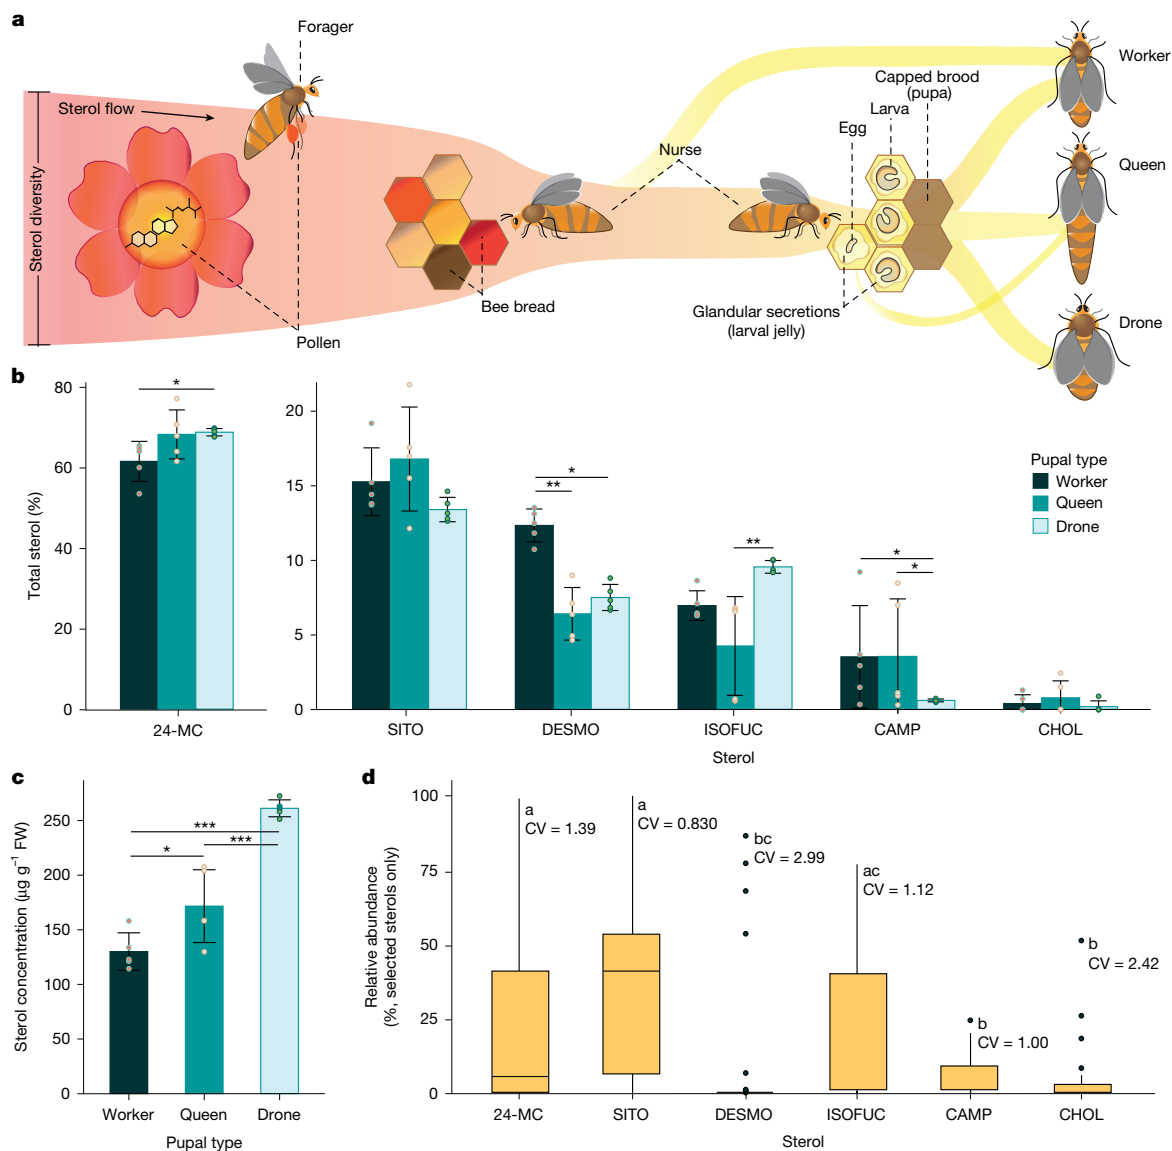 a
Forager
Sterol flow
Sterol diversity
Pollen
Bee bread
Nurse
Egg
Larva
Capped brood
(pupa)
Glandular secretions
(larval jelly)
Worker
Queen
Drone
b
Total sterol (%)
80
60
40
20
0
*
24-MC
20
15
10
5
0
*
**
**
*
*
SITO
DESMO
ISOFUC
CAMP
CHOL
Sterol
Pupal type
Worker
Queen
Drone
c
Sterol concentration (µg g⁻¹ FW)
250
200
150
100
50
0
***
***
*
Worker
Queen
Drone
Pupal type
d
Relative abundance
(%, selected sterols only)
100
75
50
25
0
a
CV = 1.39
a
CV = 0.830
bc
CV = 2.99
ac
CV = 1.12
b
CV = 1.00
b
CV = 2.42
24-MC
SITO
DESMO
ISOFUC
CAMP
CHOL
Sterol